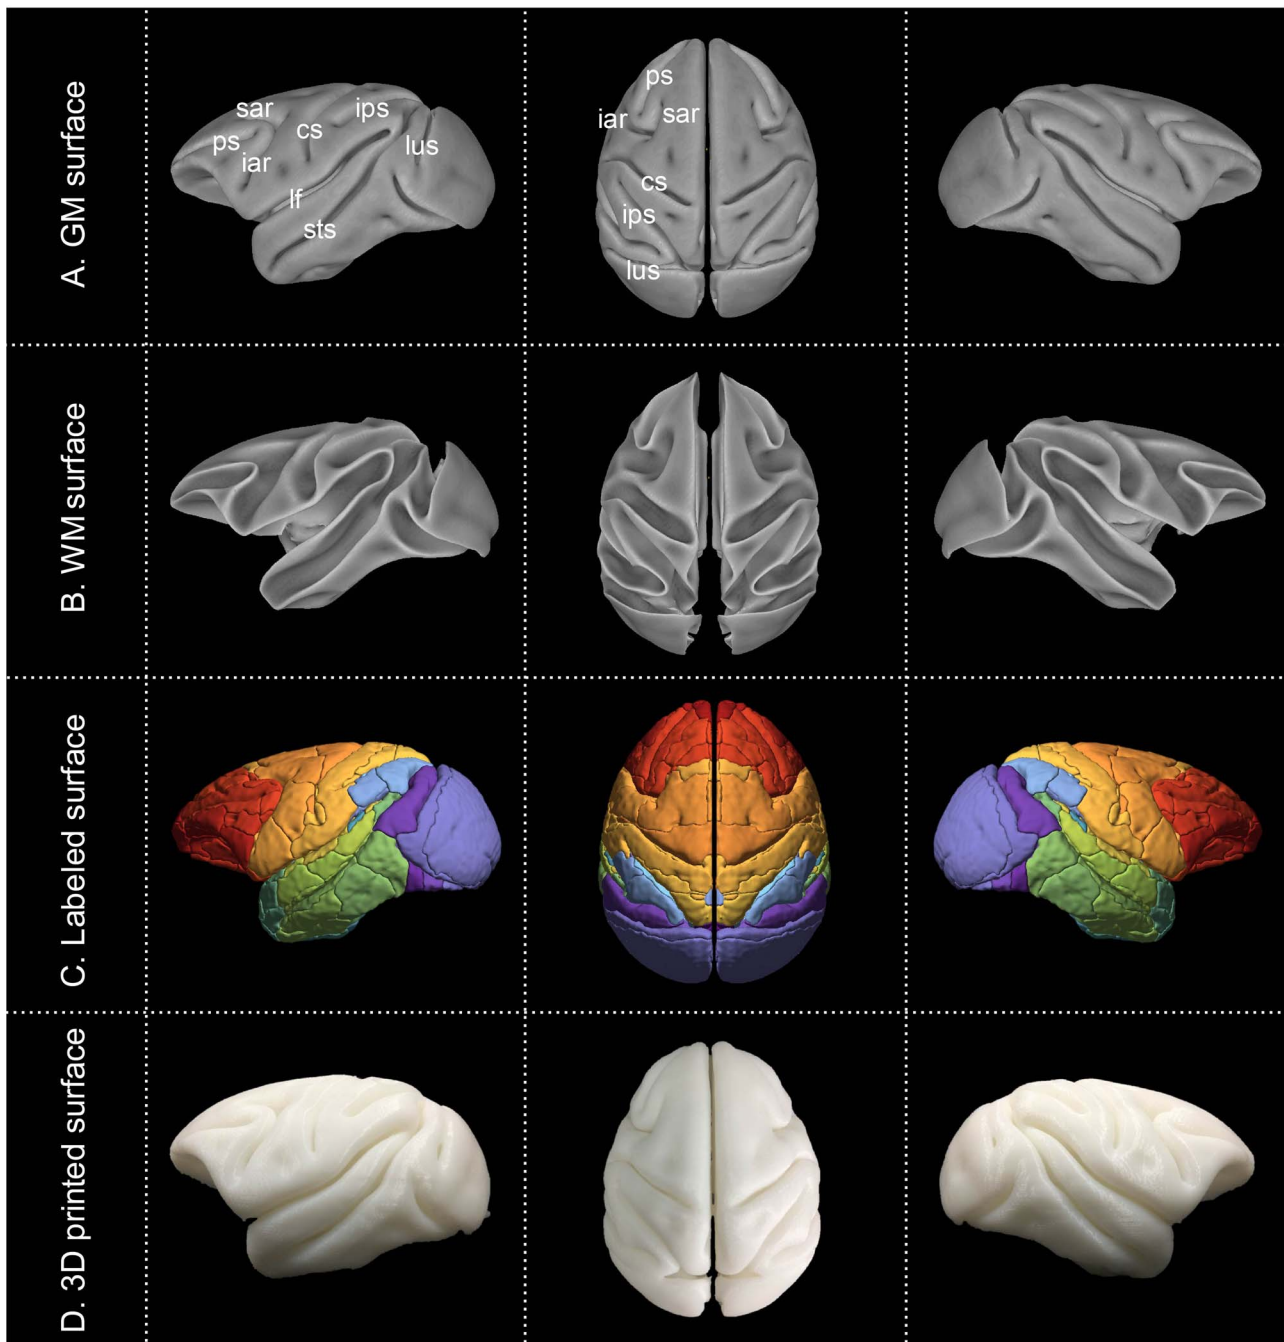 A. GM surface
sar
ips
cs
ps
lus
iar
lf
sts
ps
iar
sar
cs
ips
lus
B. WM surface
C. Labeled surface
D. 3D printed surface